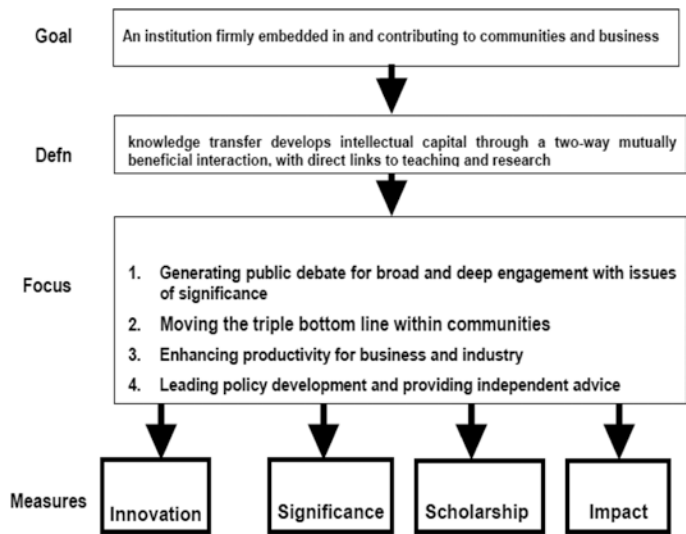 Goal
An institution firmly embedded in and contributing to communities and business
Defn
knowledge transfer develops intellectual capital through a two-way mutually
beneficial interaction, with direct links to teaching and research
Focus
1. Generating public debate for broad and deep engagement with issues
of significance
2. Moving the triple bottom line within communities
3. Enhancing productivity for business and industry
4. Leading policy development and providing independent advice
Measures
Innovation
Significance
Scholarship
Impact